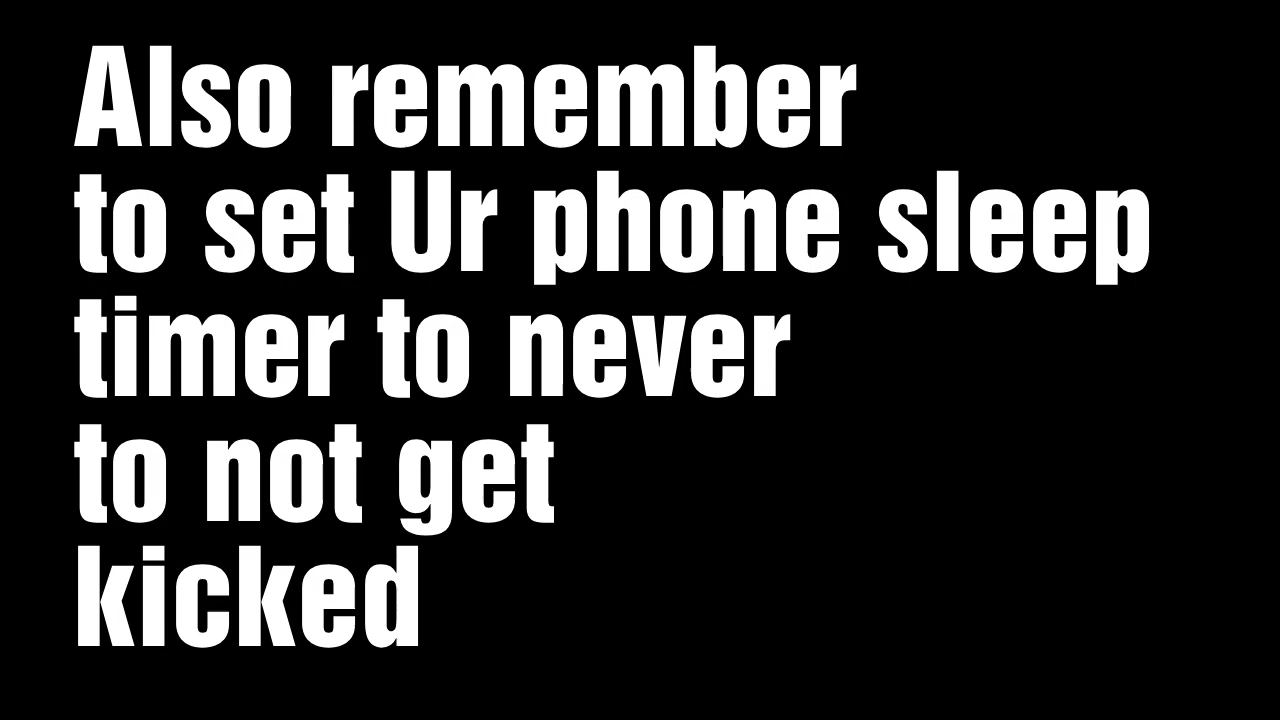 Also remember
to set Ur phone sleep
timer to never
to not get
kicked